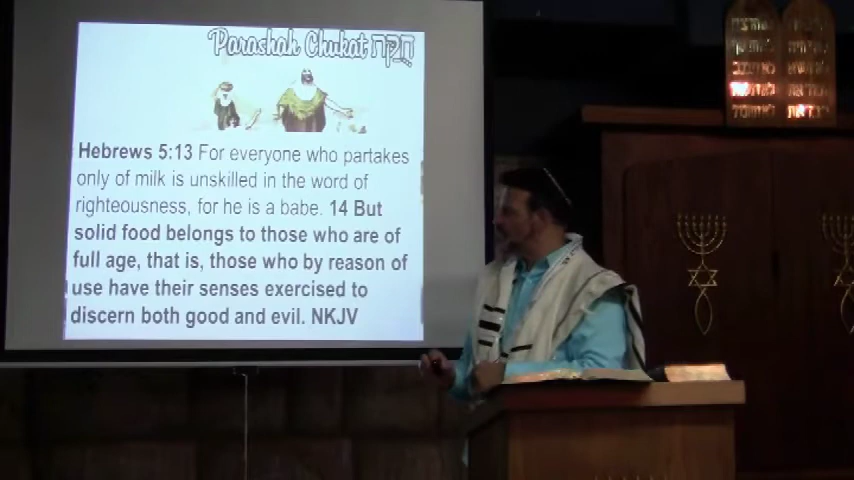 Parashah Chukat חֻקַּת
Hebrews 5:13 For everyone who partakes
only of milk is unskilled in the word of
righteousness, for he is a babe. 14 But
solid food belongs to those who are of
full age, that is, those who by reason of
use have their senses exercised to
discern both good and evil. NKJV